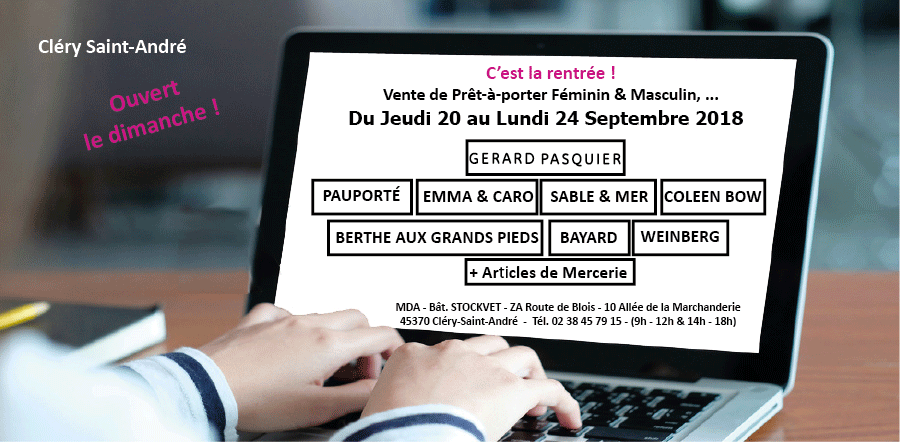 Cléry Saint-André
Ouvert
le dimanche !
C'est la rentrée !
Vente de Prêt-à-porter Féminin & Masculin, ...
Du Jeudi 20 au Lundi 24 Septembre 2018
GERARD PASQUIER
PAUPORTÉ EMMA & CARO SABLE & MER COLEEN BOW
BERTHE AUX GRANDS PIEDS BAYARD WEINBERG
+ Articles de Mercerie
MDA - Bât. STOCKVET - ZA Route de Blois - 10 Allée de la Marchanderie
45370 Cléry-Saint-André - Tél. 02 38 45 79 15 - (9h - 12h & 14h - 18h)